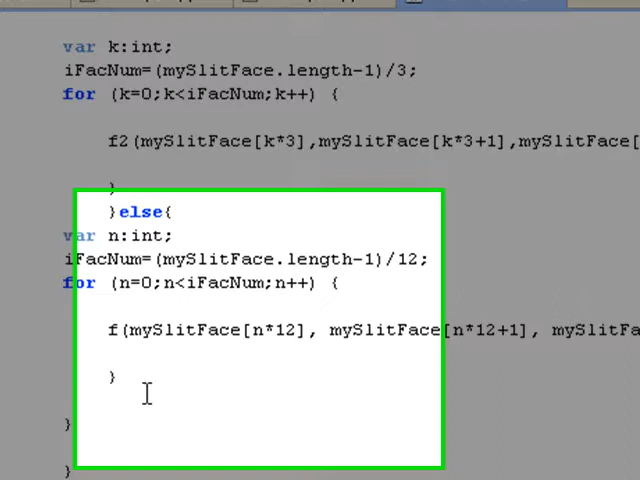 var k:int;
iFacNum=(mySlitFace.length-1)/3;
for (k=0;k<iFacNum;k++) {
f2(mySlitFace[k*3],mySlitFace[k*3+1],mySlitFace[
}
}else{
var n:int;
iFacNum=(mySlitFace.length-1)/12;
for (n=0;n<iFacNum;n++) {
f(mySlitFace[n*12], mySlitFace[n*12+1], mySlitFa
}
}
}